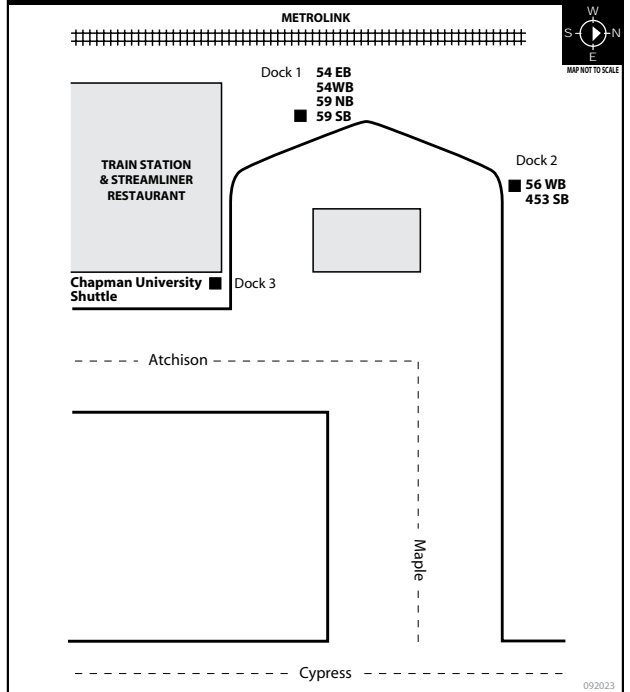 METROLINK
W
S N
E
MAP NOT TO SCALE
Dock 1 54 EB
54WB
59 NB
59 SB
TRAIN STATION
& STREAMLINER
RESTAURANT
Dock 2
56 WB
453 SB
Chapman University
Shuttle
Dock 3
Atchison
Maple
Cypress
092023